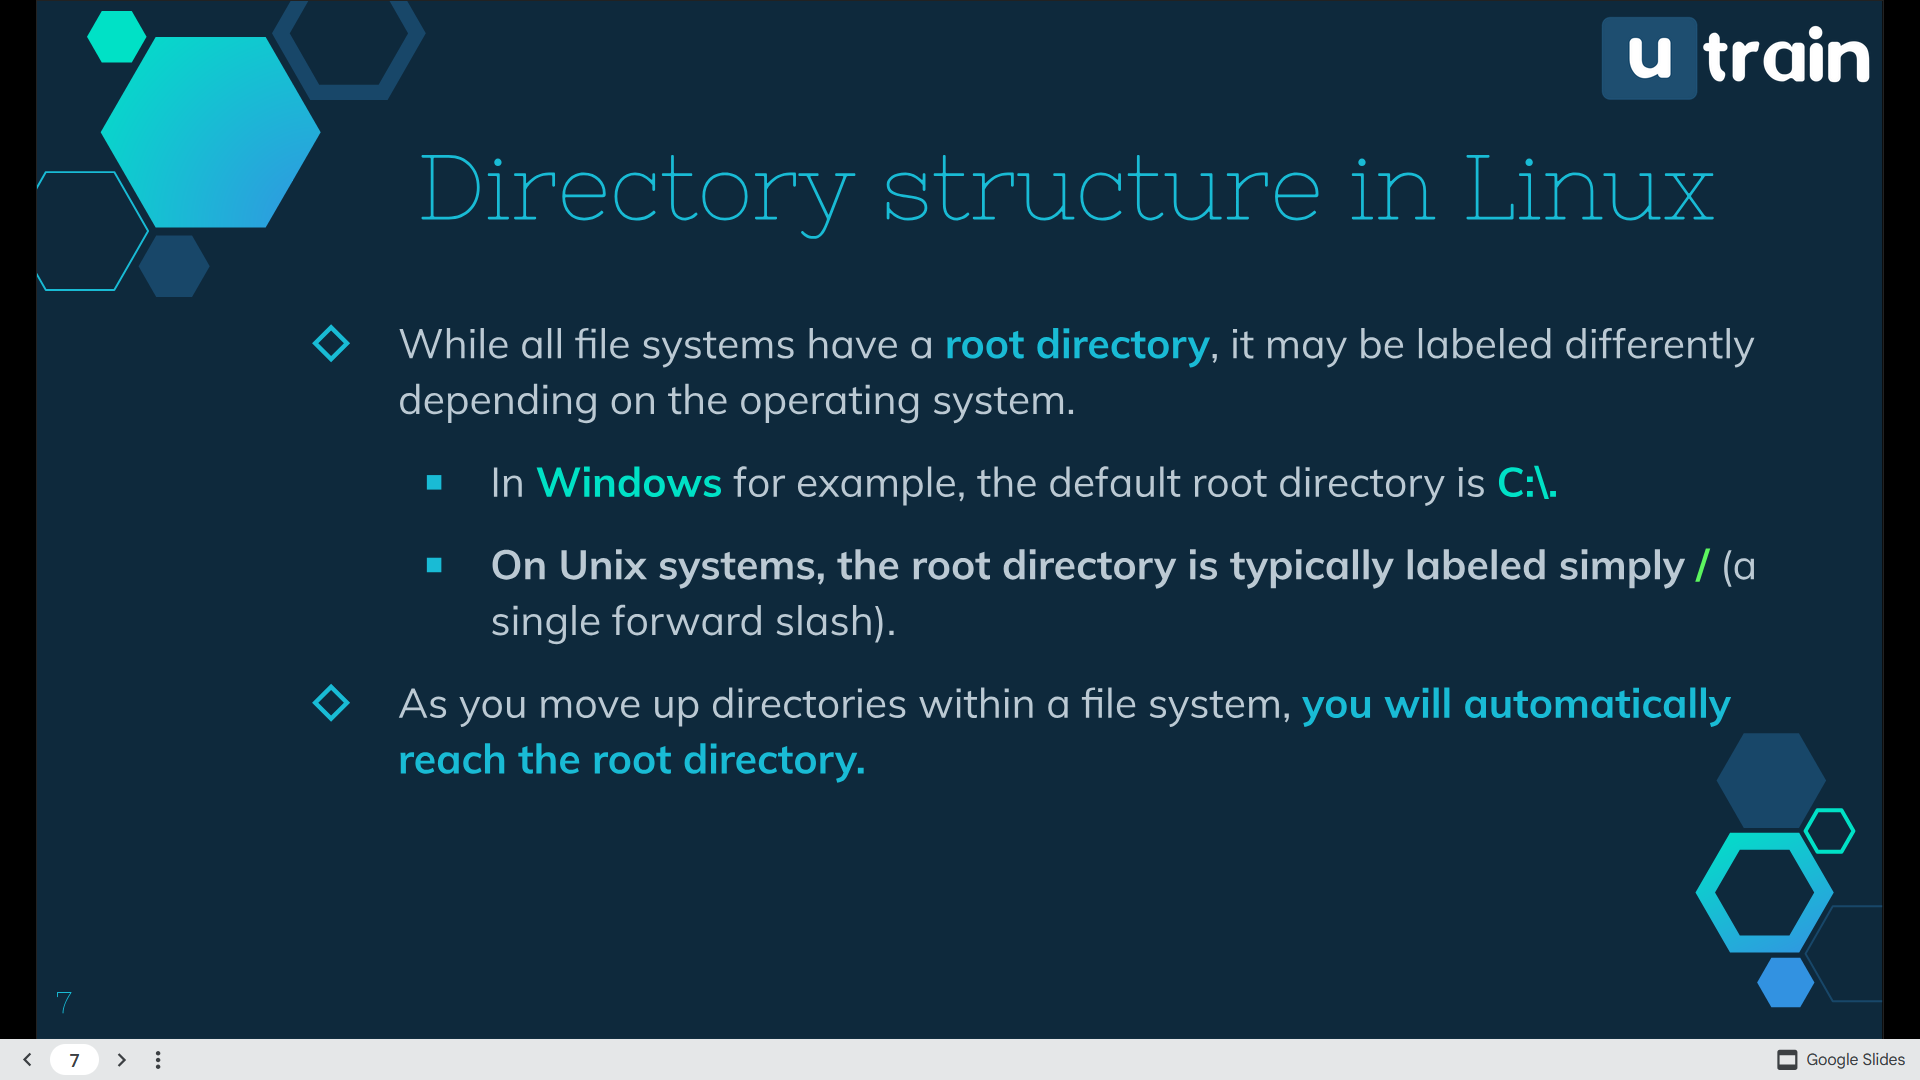 u train
Directory structure in Linux
While all file systems have a root directory, it may be labeled differently
depending on the operating system.
In Windows for example, the default root directory is C:\.
On Unix systems, the root directory is typically labeled simply / (a
single forward slash).
As you move up directories within a file system, you will automatically
reach the root directory.
7
7
Google Slides